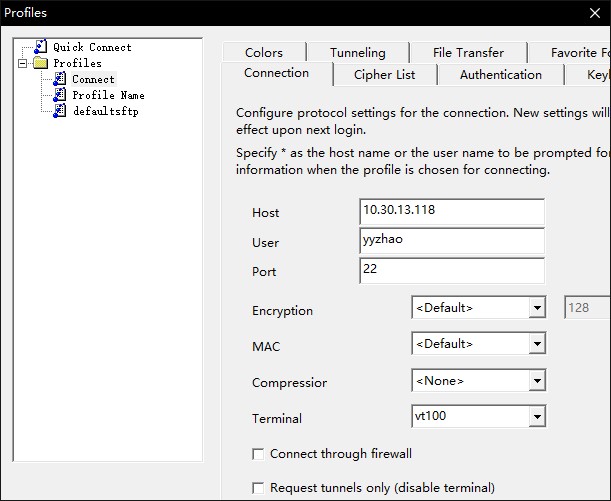 Profiles
Quick Connect
Profiles
Connect
Profile Name
defaultsftp
Colors
Tunneling
File Transfer
Favorite Fo
Connection
Cipher List
Authentication
Keyl
Configure protocol settings for the connection. New settings will
effect upon next login.
Specify * as the host name or the user name to be prompted for
information when the profile is chosen for connecting.
Host
10.30.13.118
User
yyzhao
Port
22
Encryption
<Default>
128
MAC
<Default>
Compressior
<None>
Terminal
vt100
Connect through firewall
Request tunnels only (disable terminal)